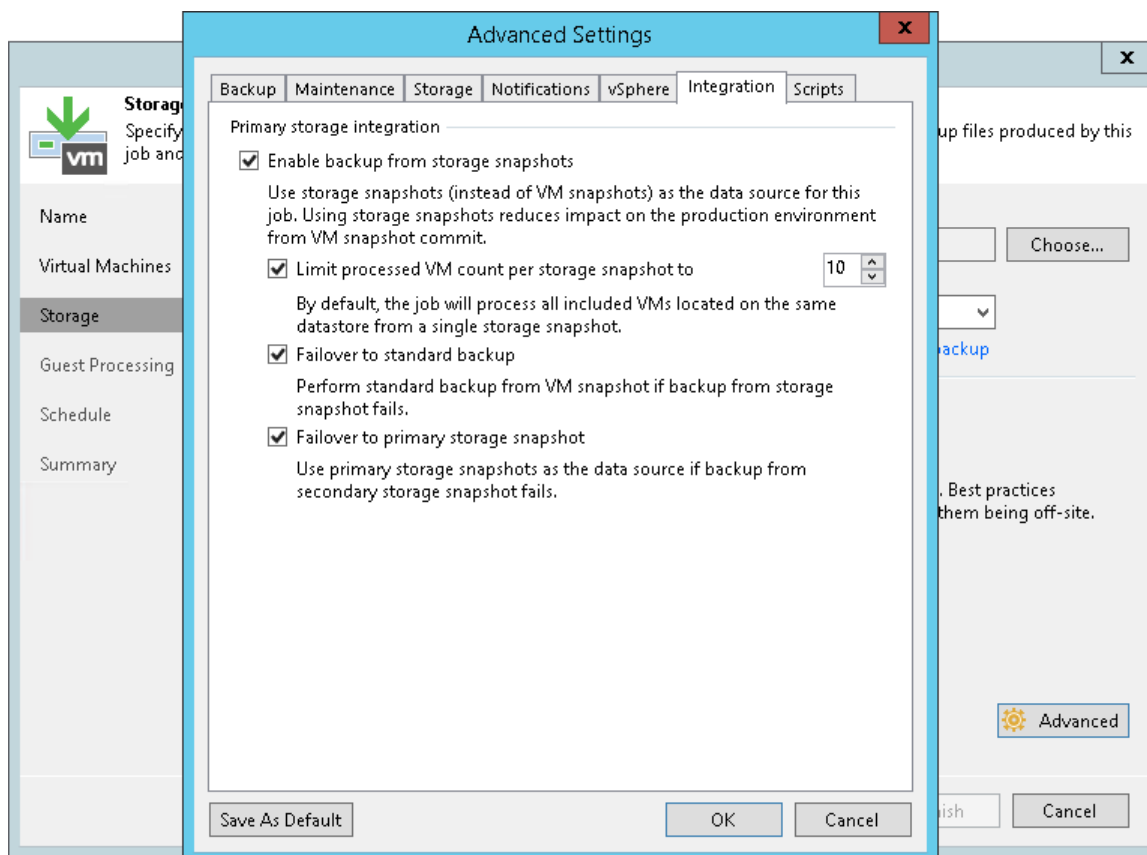 Advanced Settings
x
x
Backup
Maintenance
Storage
Notifications
vSphere
Integration
Scripts
Storag
Specify
job and
up files produced by this
vm
Name
Virtual Machines
Storage
Guest Processing
Schedule
Summary
Primary storage integration
Enable backup from storage snapshots
Use storage snapshots (instead of VM snapshots) as the data source for this
job. Using storage snapshots reduces impact on the production environment
from VM snapshot commit.
Limit processed VM count per storage snapshot to
10
By default, the job will process all included VMs located on the same
datastore from a single storage snapshot.
Failover to standard backup
Perform standard backup from VM snapshot if backup from storage
snapshot fails.
Failover to primary storage snapshot
Use primary storage snapshots as the data source if backup from
secondary storage snapshot fails.
Choose...
backup
. Best practices
them being off-site.
Advanced
Save As Default
OK
Cancel
ish
Cancel